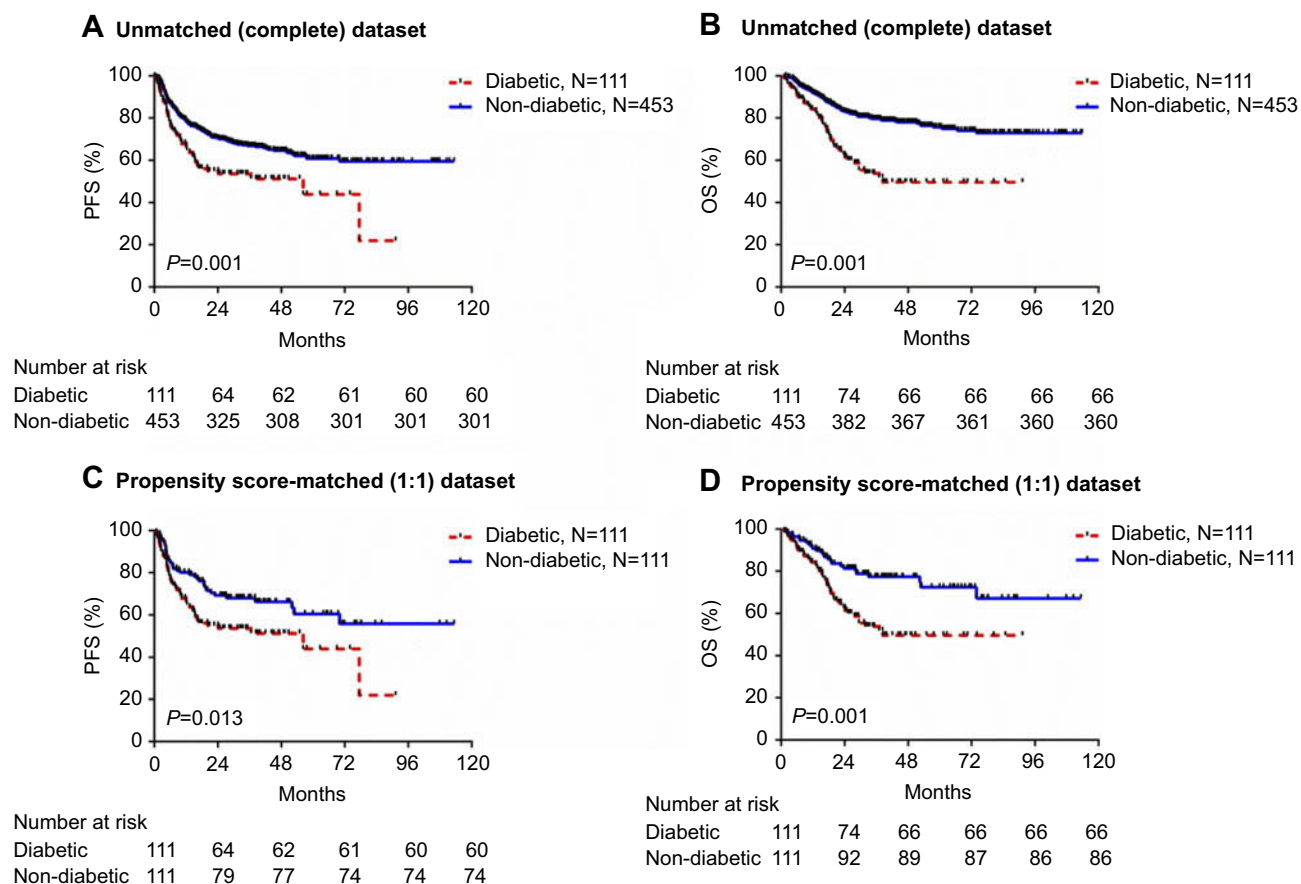 A Unmatched (complete) dataset
100
80
60
40
20
0
PFS (%)
Diabetic, N=111
Non-diabetic, N=453
P=0.001
0 24 48 72 96 120
Months
Number at risk
Diabetic 111 64 62 61 60 60
Non-diabetic 453 325 308 301 301 301
B Unmatched (complete) dataset
100
80
60
40
20
0
OS (%)
Diabetic, N=111
Non-diabetic, N=453
P=0.001
0 24 48 72 96 120
Months
Number at risk
Diabetic 111 74 66 66 66 66
Non-diabetic 453 382 367 361 360 360
C Propensity score-matched (1:1) dataset
100
80
60
40
20
0
PFS (%)
Diabetic, N=111
Non-diabetic, N=111
P=0.013
0 24 48 72 96 120
Months
Number at risk
Diabetic 111 64 62 61 60 60
Non-diabetic 111 79 77 74 74 74
D Propensity score-matched (1:1) dataset
100
80
60
40
20
0
OS (%)
Diabetic, N=111
Non-diabetic, N=111
P=0.001
0 24 48 72 96 120
Months
Number at risk
Diabetic 111 74 66 66 66 66
Non-diabetic 111 92 89 87 86 86